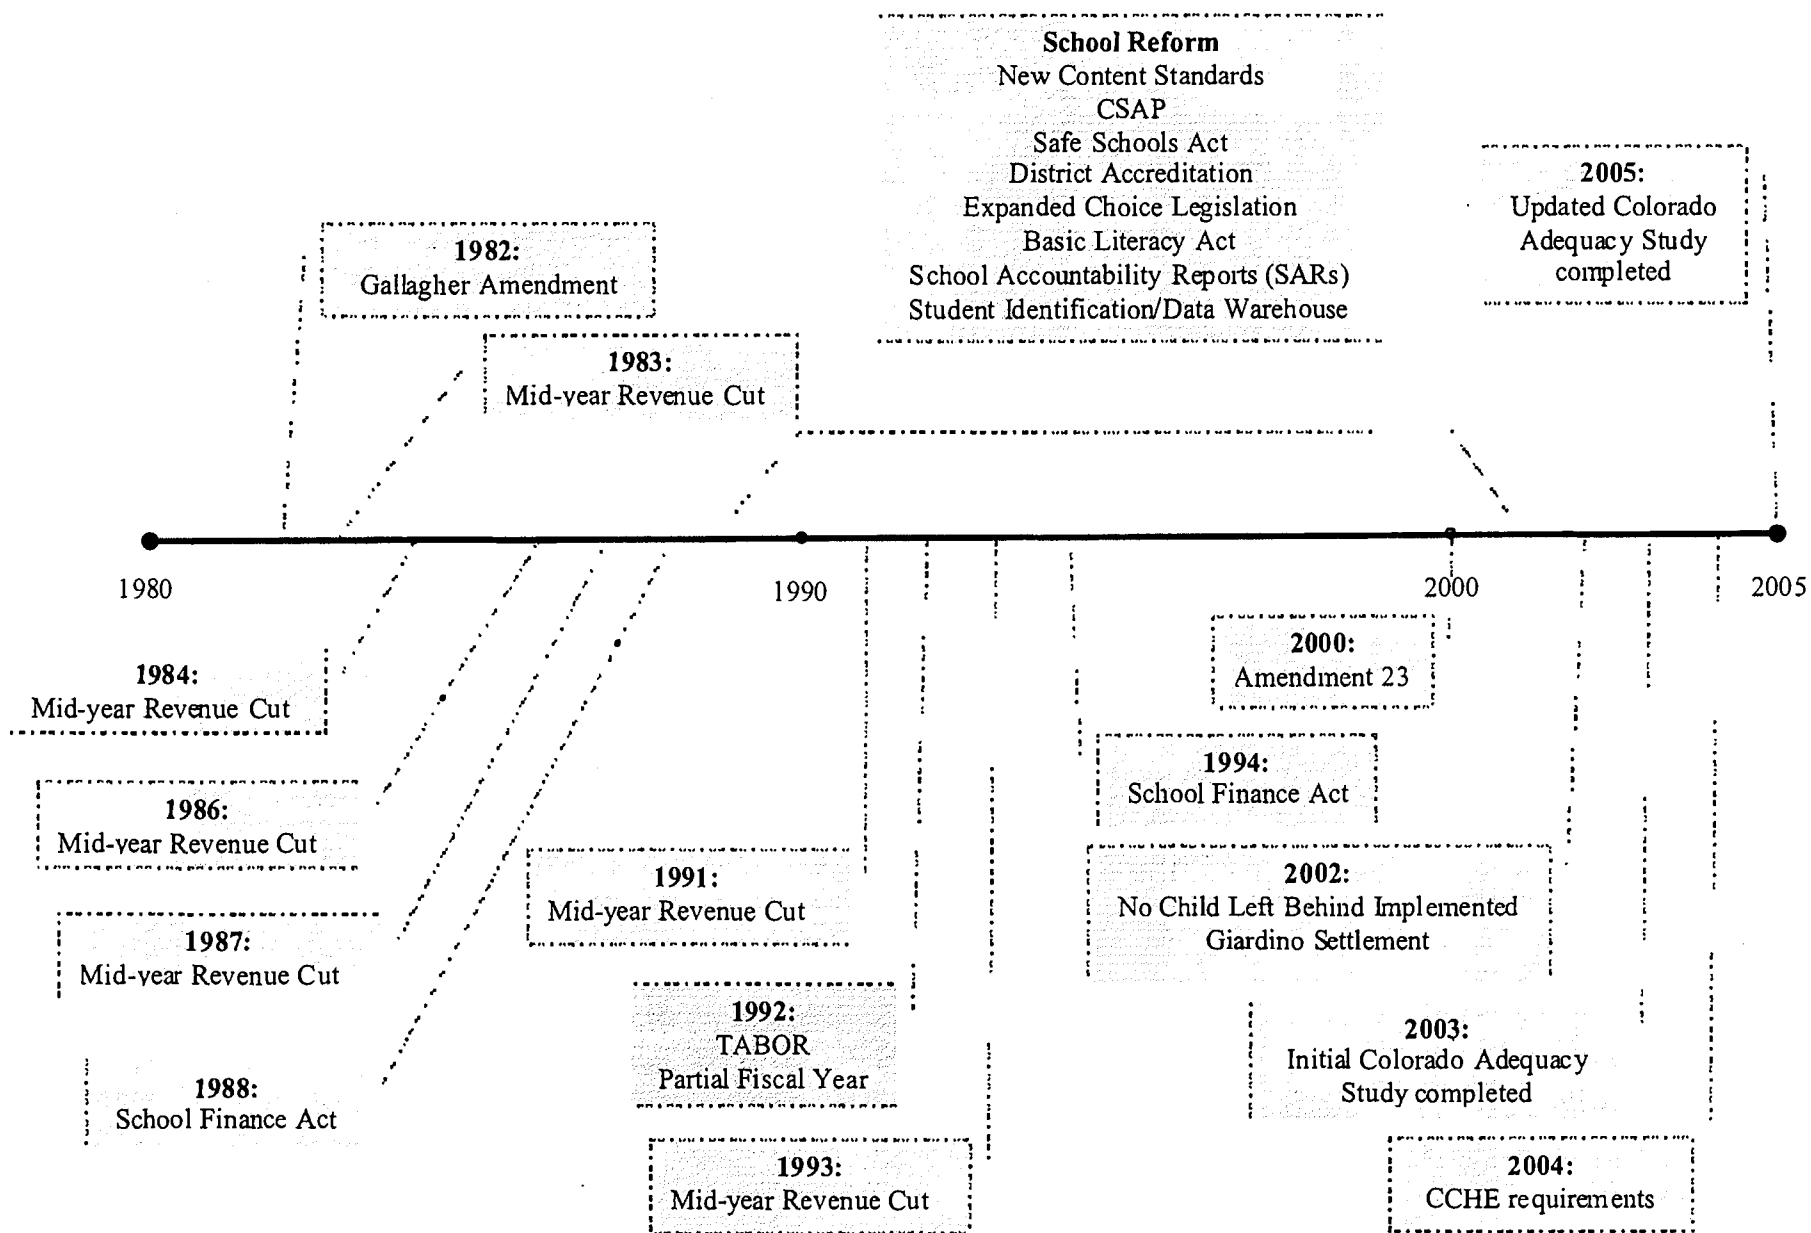 School Reform
New Content Standards
CSAP
Safe Schools Act
District Accreditation
Expanded Choice Legislation
Basic Literacy Act
School Accountability Reports (SARs)
Student Identification/Data Warehouse
2005:
Updated Colorado
Adequacy Study
completed
1982:
Gallagher Amendment
1983:
Mid-year Revenue Cut
1980
1990
2000
2005
1984:
Mid-year Revenue Cut
1986:
Mid-year Revenue Cut
1987:
Mid-year Revenue Cut
1988:
School Finance Act
1991:
Mid-year Revenue Cut
1992:
TABOR
Partial Fiscal Year
1993:
Mid-year Revenue Cut
2000:
Amendment 23
1994:
School Finance Act
2002:
No Child Left Behind Implemented
Giardino Settlement
2003:
Initial Colorado Adequacy
Study completed
2004:
CCHE requirements